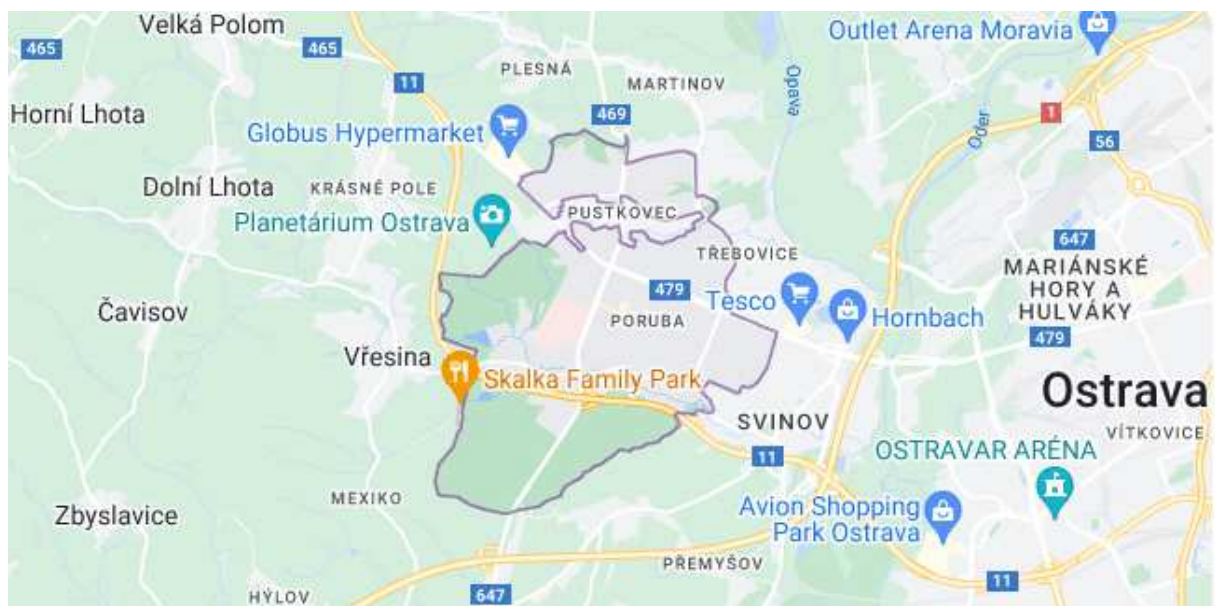 Velká Polom
Outlet Arena Moravia
465
465
11
PLESNÁ
MARTINOV
Opava
Oder
1
56
Horní Lhota
Globus Hypermarket
469
Dolní Lhota
KRÁSNÉ POLE
PUSTKOVEC
Planetárium Ostrava
TŘEBOVICE
647
MARIÁNSKÉ
HORY A
HULVÁKY
479
Čavisov
PORUBA
Tesco
Hornbach
479
Vřesina
Skalka Family Park
Ostrava
SVINOV
VÍTKOVICE
11
OSTRAVAR ARÉNA
MEXIKO
Zbyslavice
Avion Shopping
Park Ostrava
PŘEMYŠOV
11
HÝLOV
647